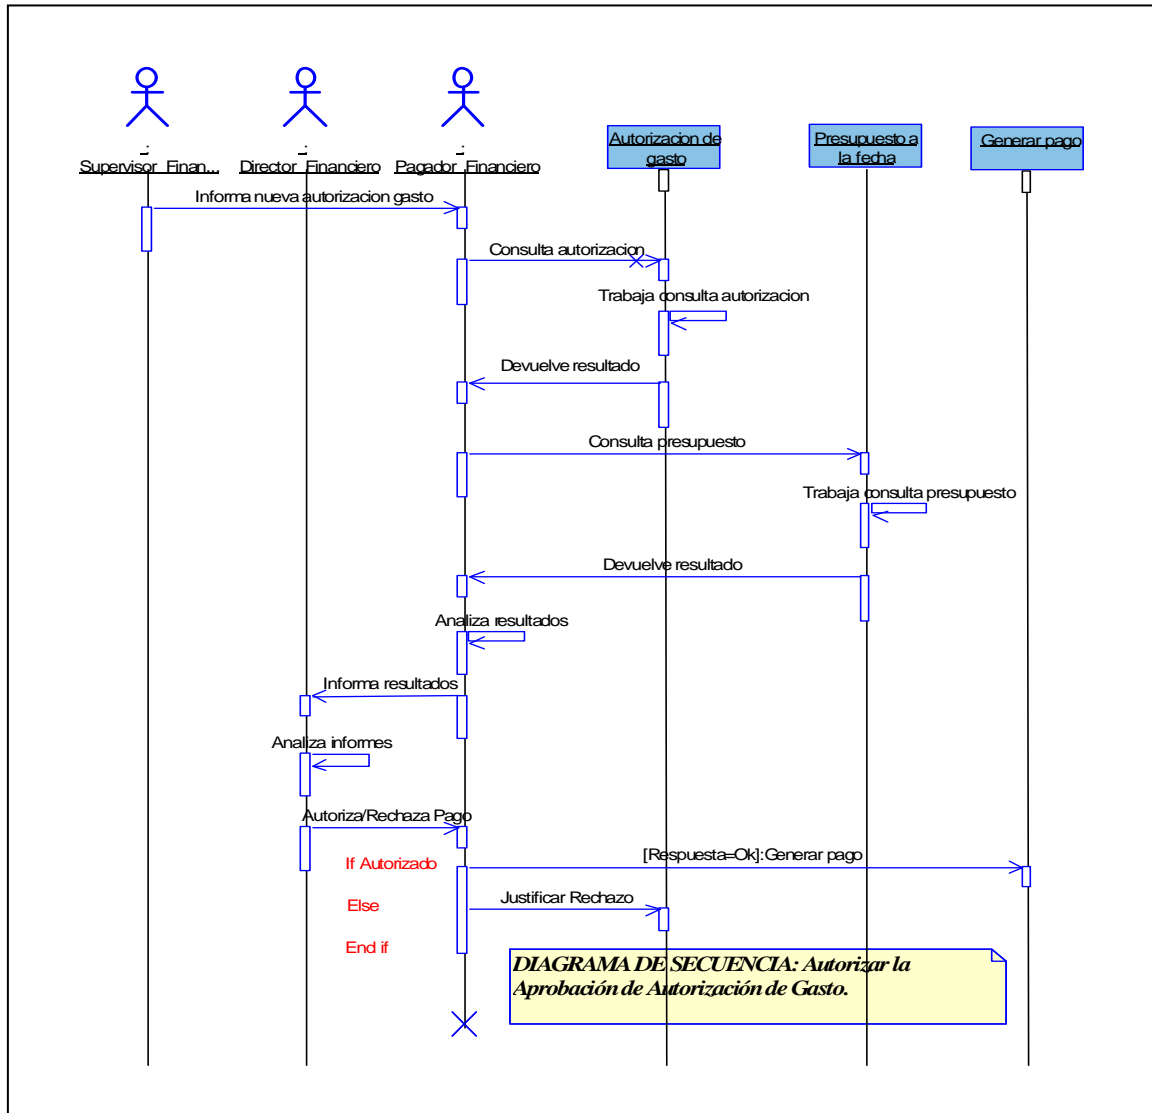 Autorizacion de
gasto
Presupuesto a
la fecha
Generar pago
Supervisor_Finan...
Director_Financiero
Pagador_Financiero
Informa nueva autorizacion gasto
Consulta autorizacion
Trabaja consulta autorizacion
Devuelve resultado
Consulta presupuesto
Trabaja consulta presupuesto
Devuelve resultado
Analiza resultados
Informa resultados
Analiza informes
Autoriza/Rechaza Pago
[Respuesta=Ok]:Generar pago
If Autorizado
Justificar Rechazo
Else
End if
DIAGRAMA DE SECUENCIA: Autorizar la
Aprobación de Autorización de Gasto.